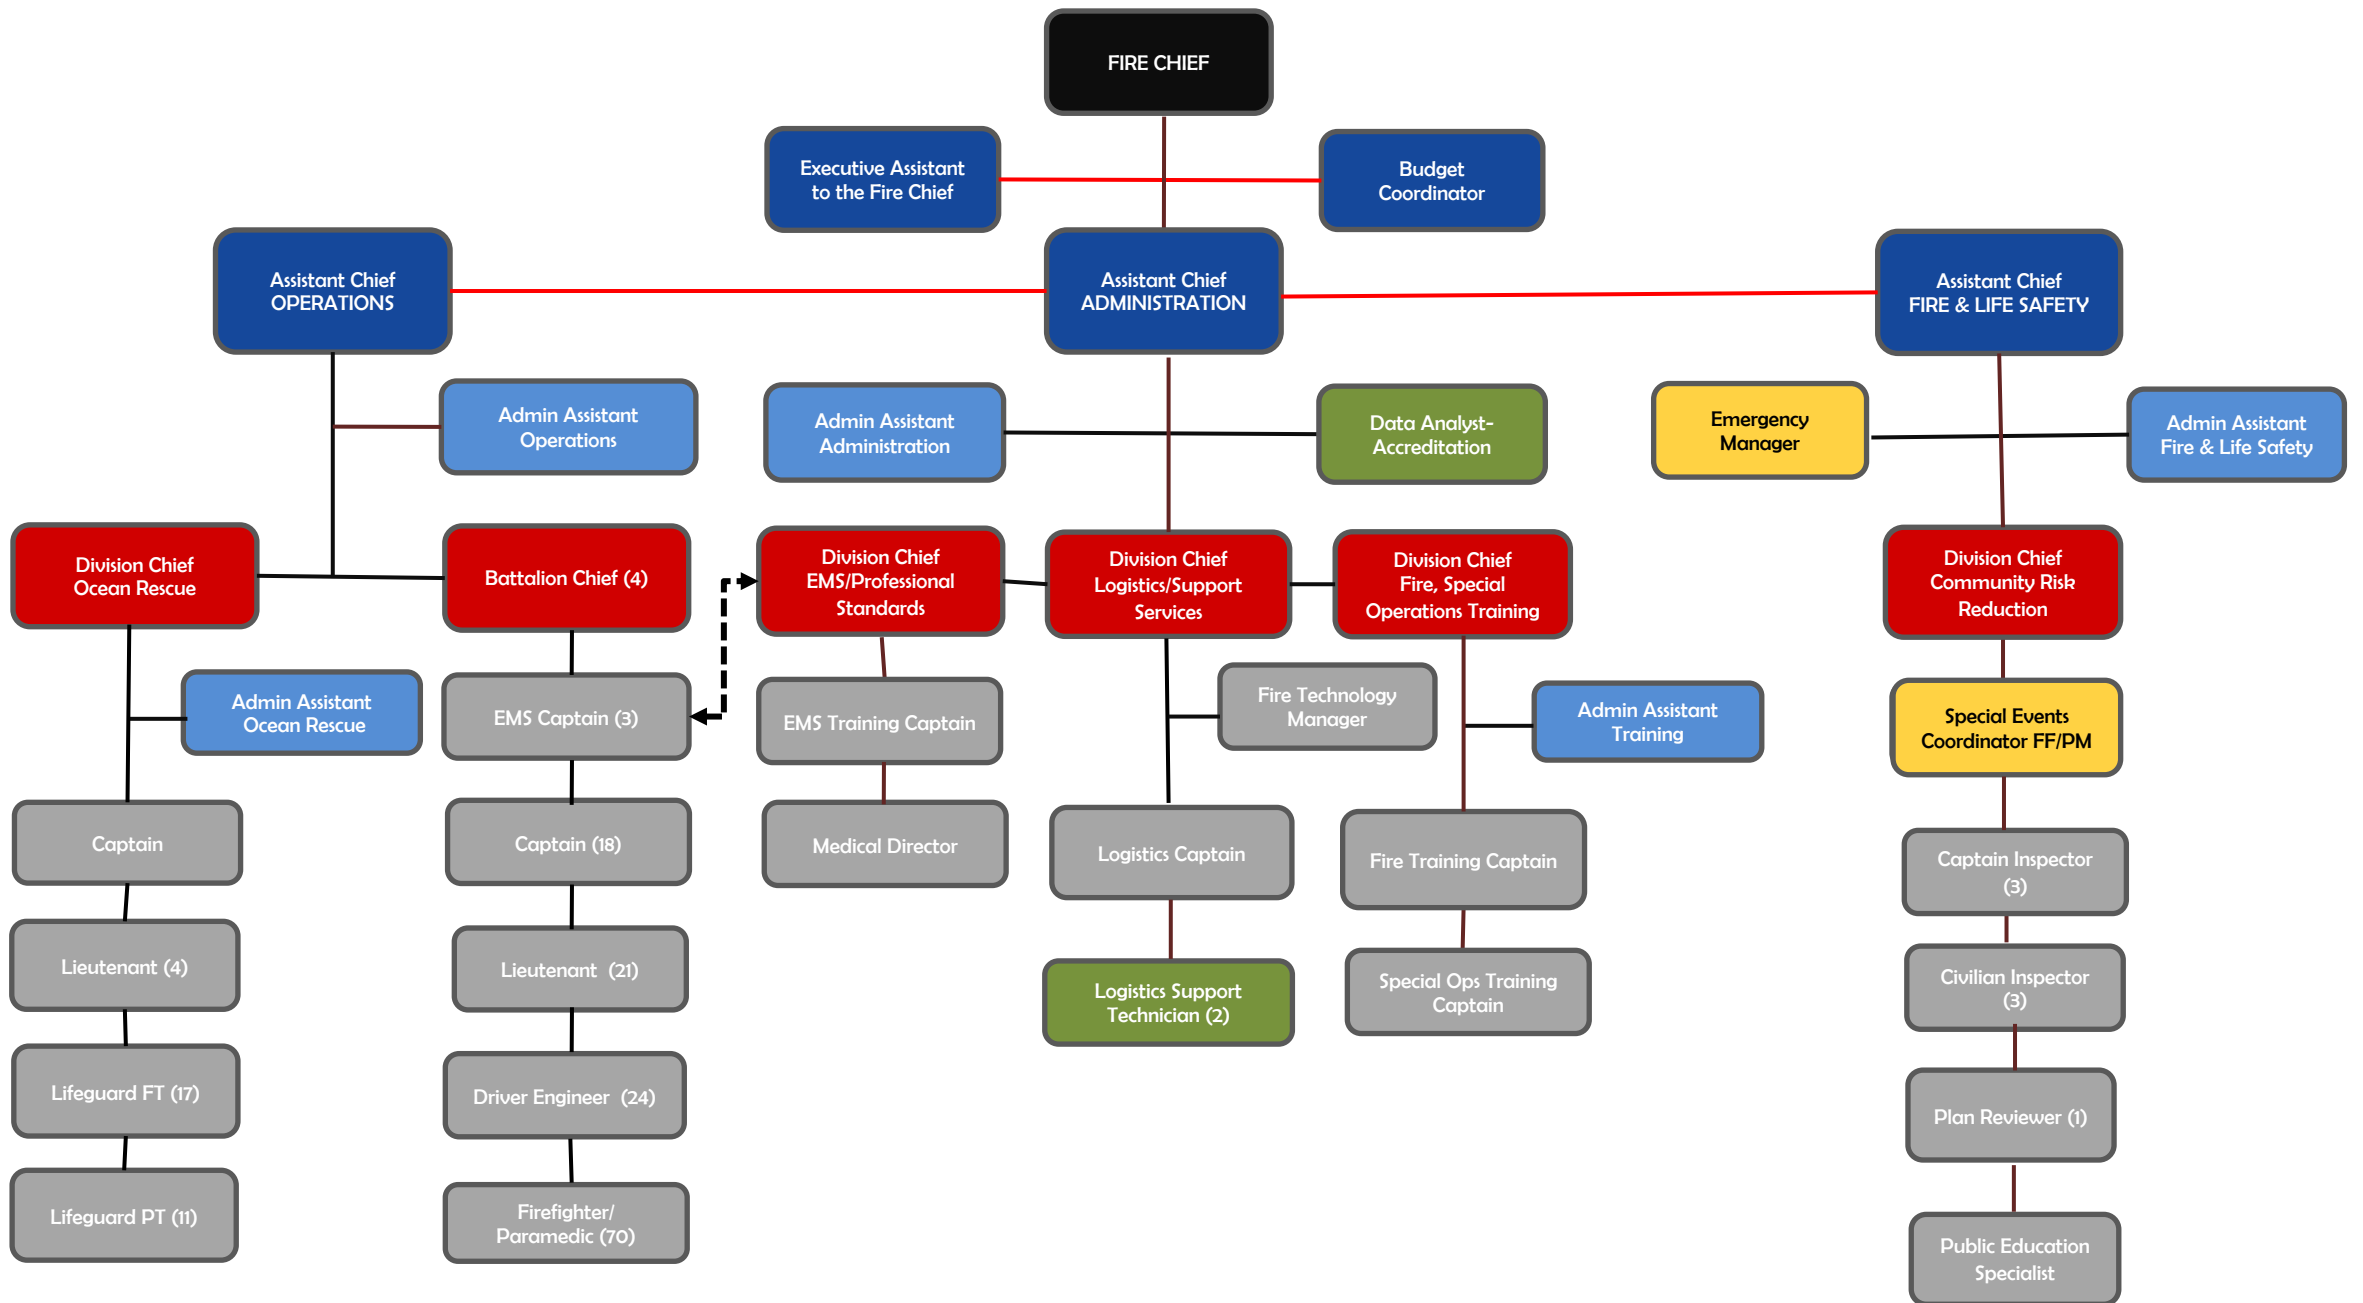 FIRE CHIEF
Executive Assistant
to the Fire Chief
Budget
Coordinator
Assistant Chief
OPERATIONS
Assistant Chief
ADMINISTRATION
Assistant Chief
FIRE & LIFE SAFETY
Admin Assistant
Operations
Admin Assistant
Administration
Data Analyst-
Accreditation
Emergency
Manager
Admin Assistant
Fire & Life Safety
Division Chief
Ocean Rescue
Battalion Chief (4)
Division Chief
EMS/Professional
Standards
Division Chief
Logistics/Support
Services
Division Chief
Fire, Special
Operations Training
Division Chief
Community Risk
Reduction
Admin Assistant
Ocean Rescue
EMS Captain (3)
EMS Training Captain
Fire Technology
Manager
Admin Assistant
Training
Special Events
Coordinator FF/PM
Captain
Captain (18)
Medical Director
Logistics Captain
Fire Training Captain
Captain Inspector
(3)
Lieutenant (4)
Lieutenant (21)
Logistics Support
Technician (2)
Special Ops Training
Captain
Civilian Inspector
(3)
Lifeguard FT (17)
Driver Engineer (24)
Plan Reviewer (1)
Lifeguard PT (11)
Firefighter/
Paramedic (70)
Public Education
Specialist